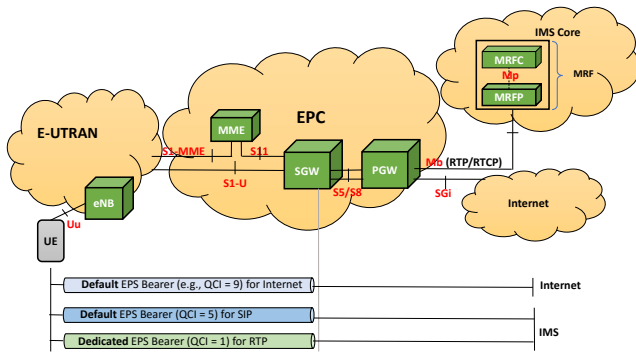 IMS Core
MRFC
Mp
MRF
MRFP
EPC
E-UTRAN
MME
S1-MME
S11
SGW
PGW
Mb (RTP/RTCP)
S1-U
S5/S8
SGi
Internet
eNB
Uu
UE
Default EPS Bearer (e.g., QCI = 9) for Internet
Internet
Default EPS Bearer (QCI = 5) for SIP
IMS
Dedicated EPS Bearer (QCI = 1) for RTP